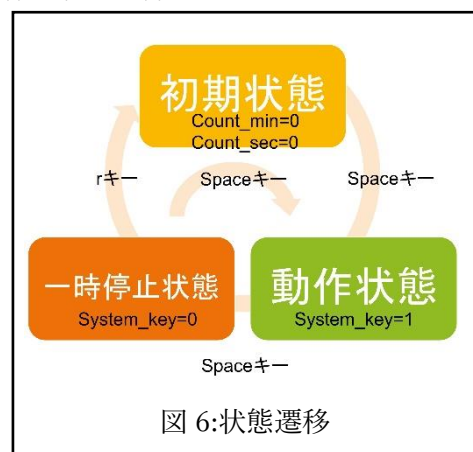 初期状態
Count_min=0
Count_sec=0
rキー
Spaceキー
Spaceキー
一時停止状態
System_key=0
動作状態
System_key=1
Spaceキー
図 6:状態遷移